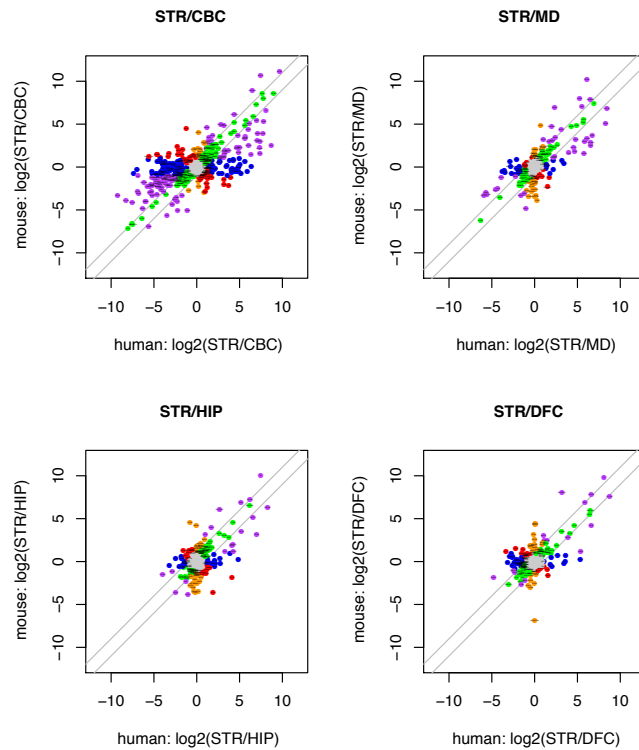 STR/CBC
mouse: log2(STR/CBC)
10
5
0
−5
−10
−10 −5 0 5 10
human: log2(STR/CBC)
STR/MD
mouse: log2(STR/MD)
10
5
0
−5
−10
−10 −5 0 5 10
human: log2(STR/MD)
STR/HIP
mouse: log2(STR/HIP)
10
5
0
−5
−10
−10 −5 0 5 10
human: log2(STR/HIP)
STR/DFC
mouse: log2(STR/DFC)
10
5
0
−5
−10
−10 −5 0 5 10
human: log2(STR/DFC)